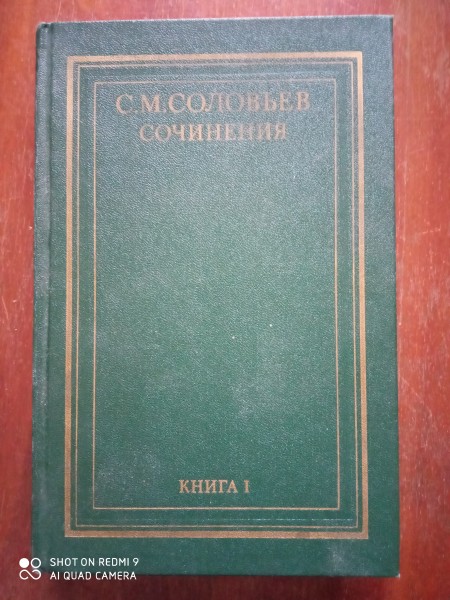 С.М.СОЛОВЬЕВ
СОЧИНЕНИЯ
КНИГА I
SHOT ON REDMI 9
AI QUAD CAMERA